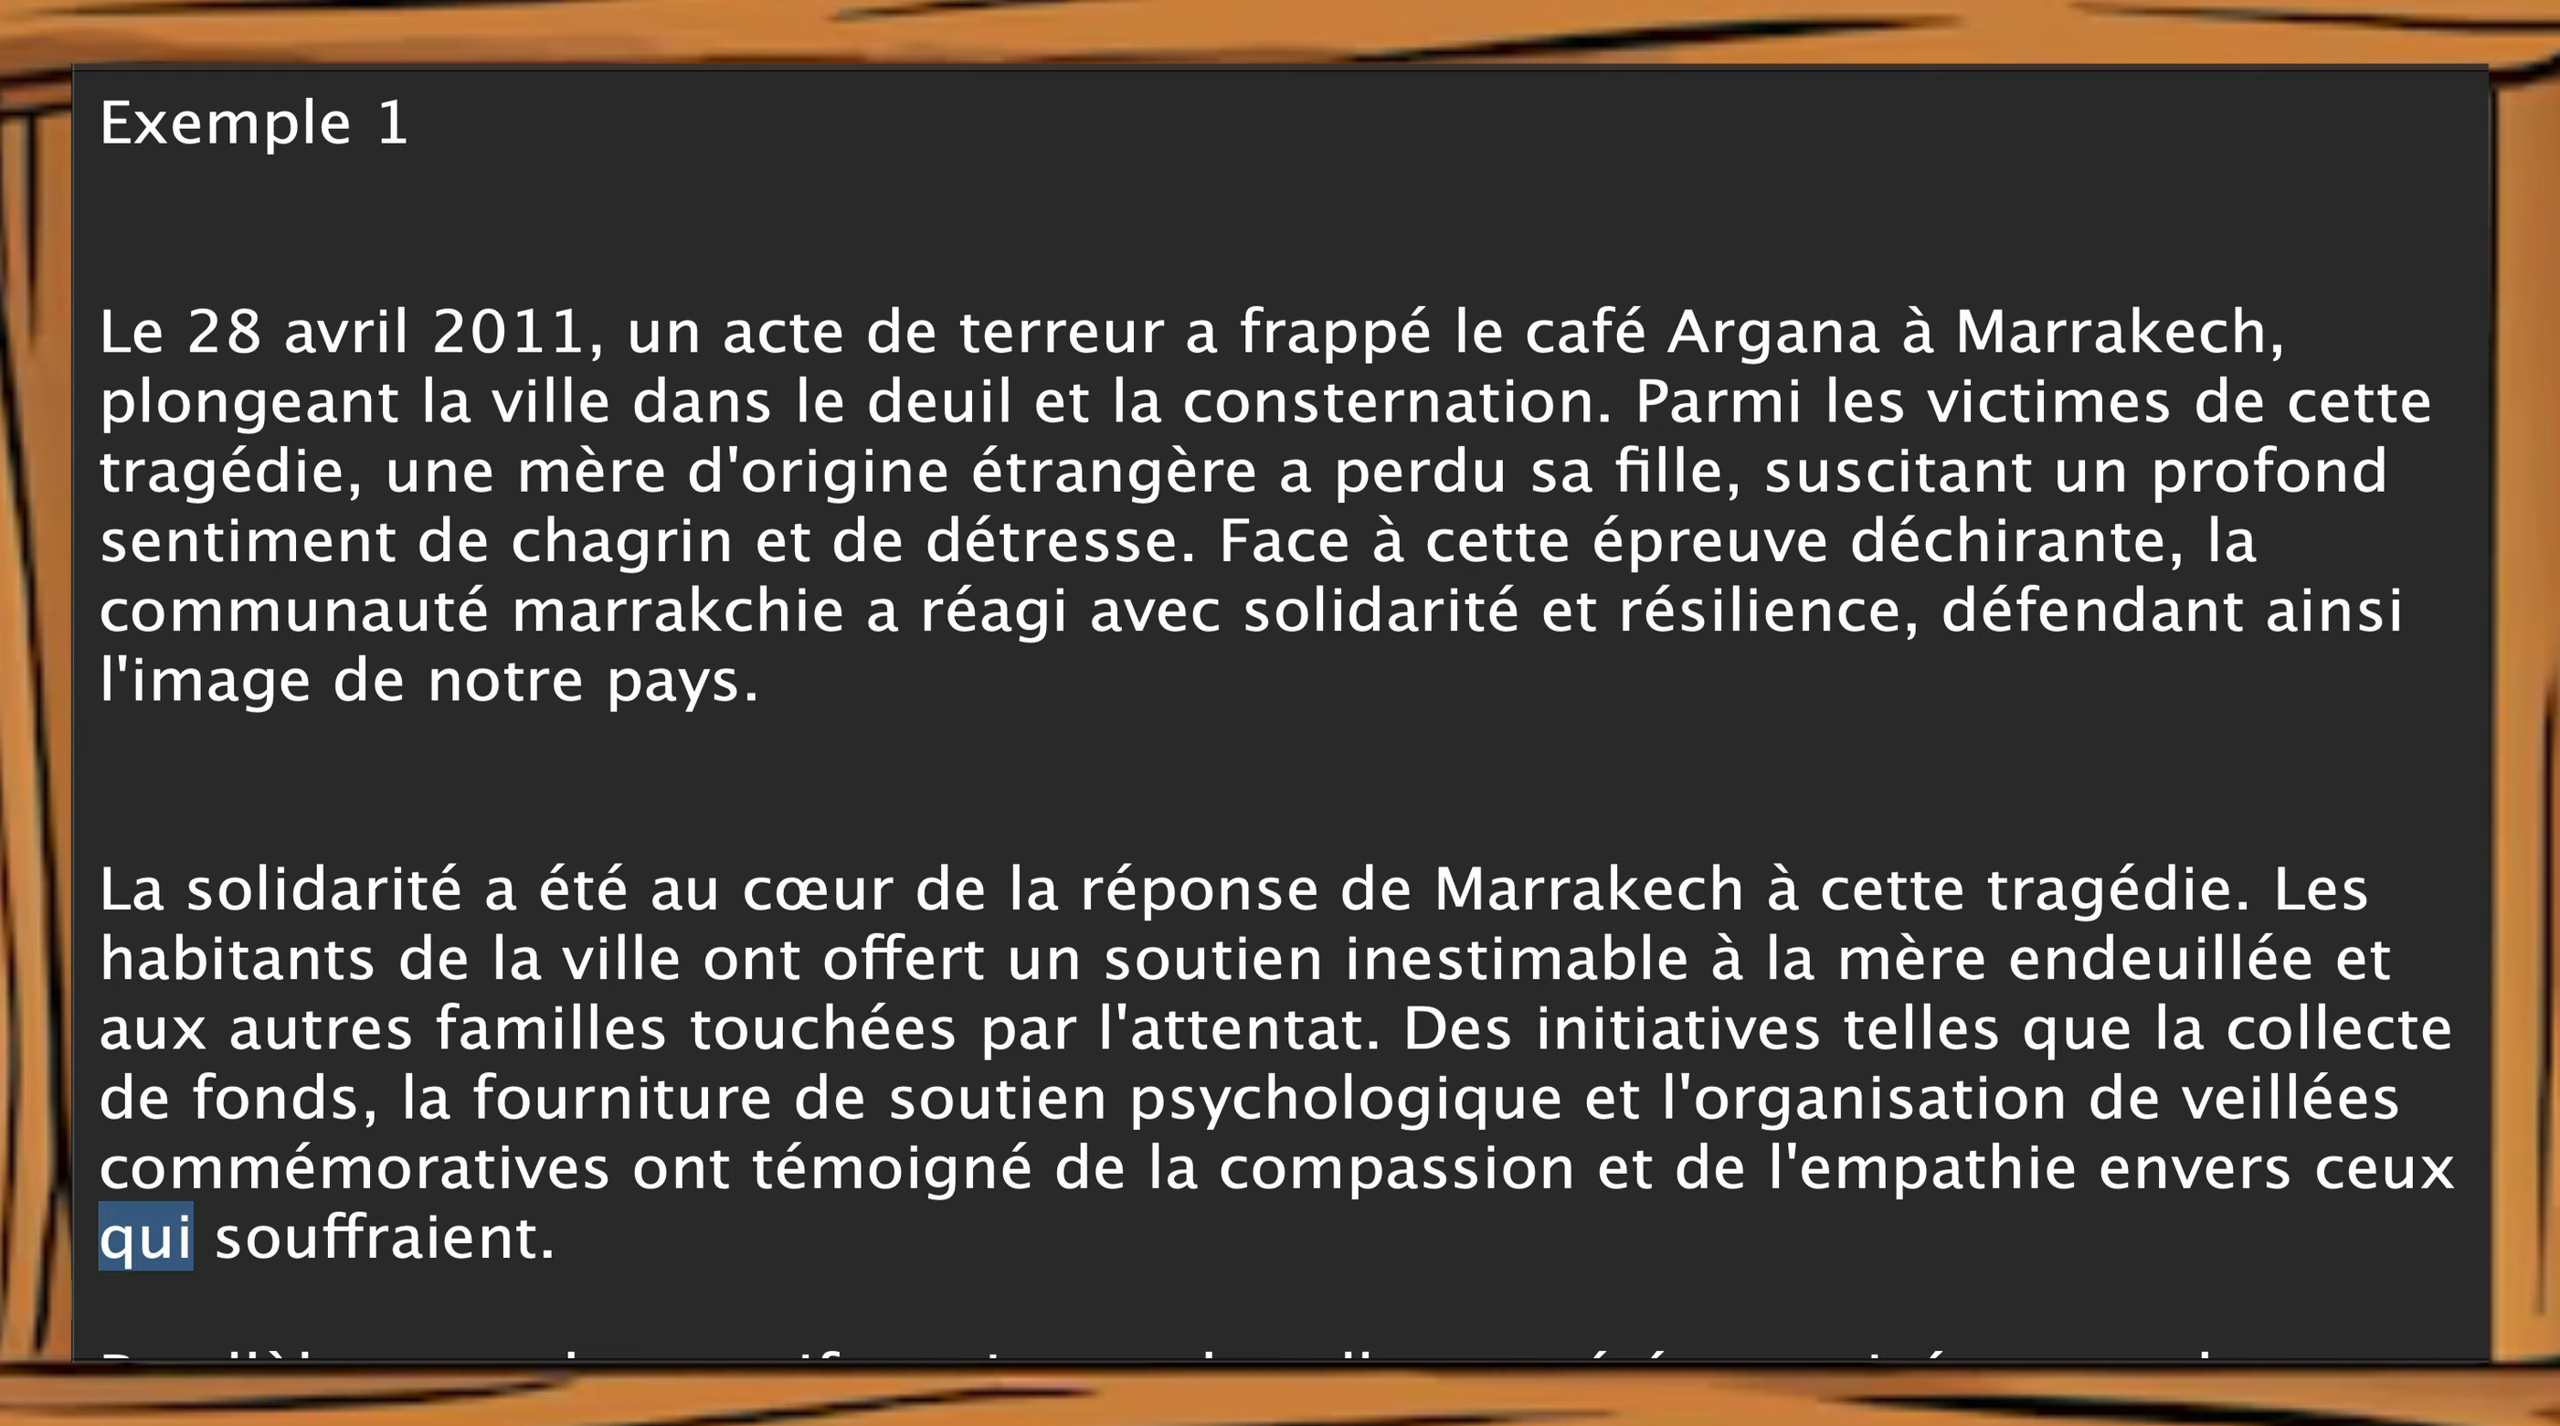 Exemple 1
Le 28 avril 2011, un acte de terreur a frappé le café Argana à Marrakech,
plongeant la ville dans le deuil et la consternation. Parmi les victimes de cette
tragédie, une mère d'origine étrangère a perdu sa fille, suscitant un profond
sentiment de chagrin et de détresse. Face à cette épreuve déchirante, la
communauté marrakchie a réagi avec solidarité et résilience, défendant ainsi
l'image de notre pays.
La solidarité a été au cœur de la réponse de Marrakech à cette tragédie. Les
habitants de la ville ont offert un soutien inestimable à la mère endeuillée et
aux autres familles touchées par l'attentat. Des initiatives telles que la collecte
de fonds, la fourniture de soutien psychologique et l'organisation de veillées
commémoratives ont témoigné de la compassion et de l'empathie envers ceux
qui souffraient.